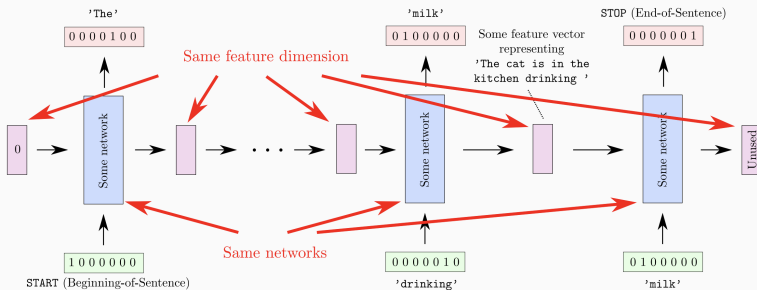 'The'
'milk'
STOP (End-of-Sentence)
0 0 0 0 1 0 0
0 1 0 0 0 0 0
0 0 0 0 0 0 1
Some feature vector
representing
'The cat is in the
kitchen drinking '
Same feature dimension
0
Some network
Some network
Some network
Unused
Same networks
1 0 0 0 0 0 0
0 0 0 0 0 1 0
0 1 0 0 0 0 0
START (Beginning-of-Sentence)
'drinking'
'milk'